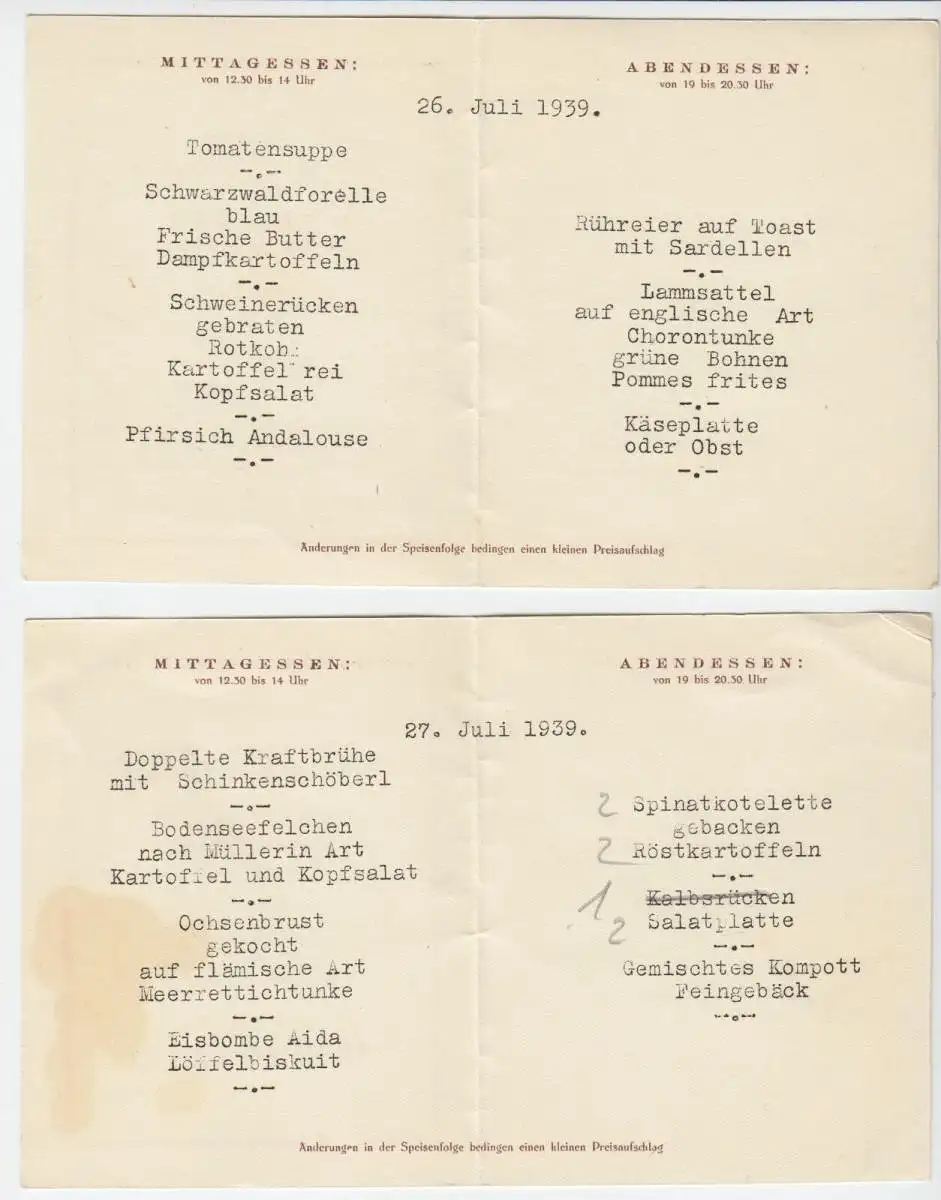 MITTAGESSEN:
von 12.30 bis 14 Uhr
ABENDESSEN:
von 19 bis 20.30 Uhr
26. Juli 1939.
Tomatensuppe
Schwarzwaldforelle
blau
Frische Butter
Dampfkartoffeln
Schweinerücken
gebraten
Kartoffel rei
Kopfsalat
Pfirsich Andalouse
Rühreier auf Toast
mit Sardellen
Lammsattel
auf englische Art
Chorontunke
grüne Bohnen
Pommes frites
Käseplatte
oder Obst
Änderungen in der Speisenfolge bedingen einen kleinen Preisaufschlag
MITTAGESSEN:
von 12.30 bis 14 Uhr
ABENDESSEN:
von 19 bis 20.30 Uhr
27. Juli 1939.
Doppelte Kraftbrühe
mit Schinkenschöberl
Bodenseefelchen
nach Müllerin Art
Kartoffel und Kopfsalat
Ochsenbrust
gekocht
auf flämische Art
Meerrettichtunke
Eisbombe Aida
Löffelbiskuit
2 Spinatkotelette
gebacken
2 Röstkartoffeln
1 Kalbsrücken
2 Salatplatte
Gemischtes Kompott
Feingebäck
Änderungen in der Speisenfolge bedingen einen kleinen Preisaufschlag